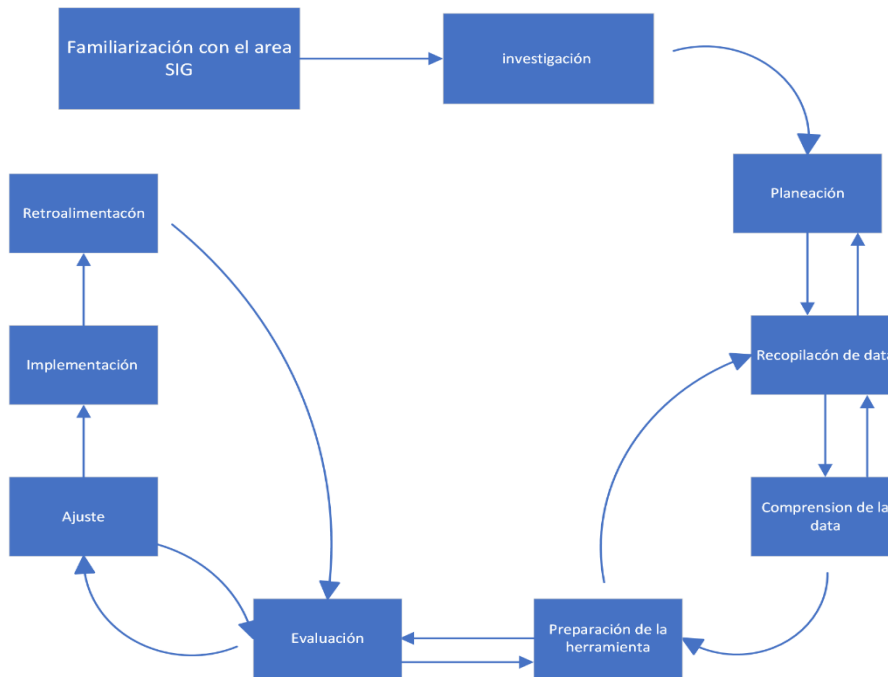 Familiarización con el area
SIG
investigación
Planeación
Retroalimentacón
Recopilacón de data
Implementación
Comprension de la
data
Ajuste
Evaluación
Preparación de la
herramienta